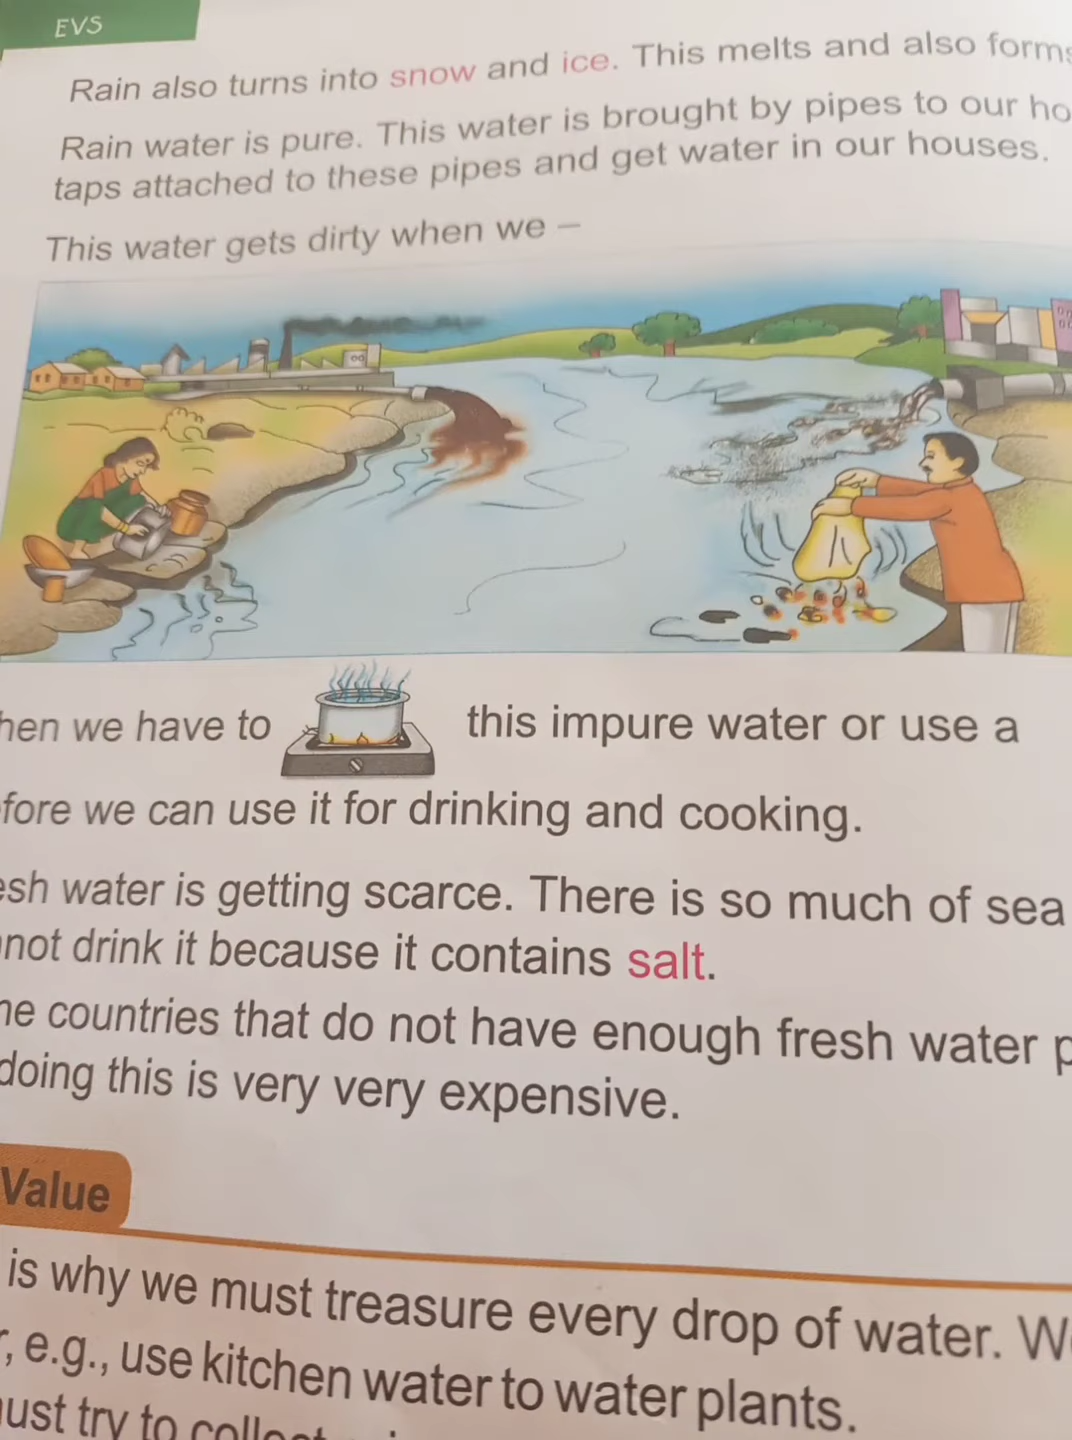 EVS
Rain also turns into snow and ice. This melts and also forms
Rain water is pure. This water is brought by pipes to our ho
taps attached to these pipes and get water in our houses.
This water gets dirty when we –
hen we have to this impure water or use a
fore we can use it for drinking and cooking.
esh water is getting scarce. There is so much of sea
not drink it because it contains salt.
ne countries that do not have enough fresh water p
doing this is very very expensive.
Value
is why we must treasure every drop of water. W
r, e.g., use kitchen water to water plants.
ust try to collect